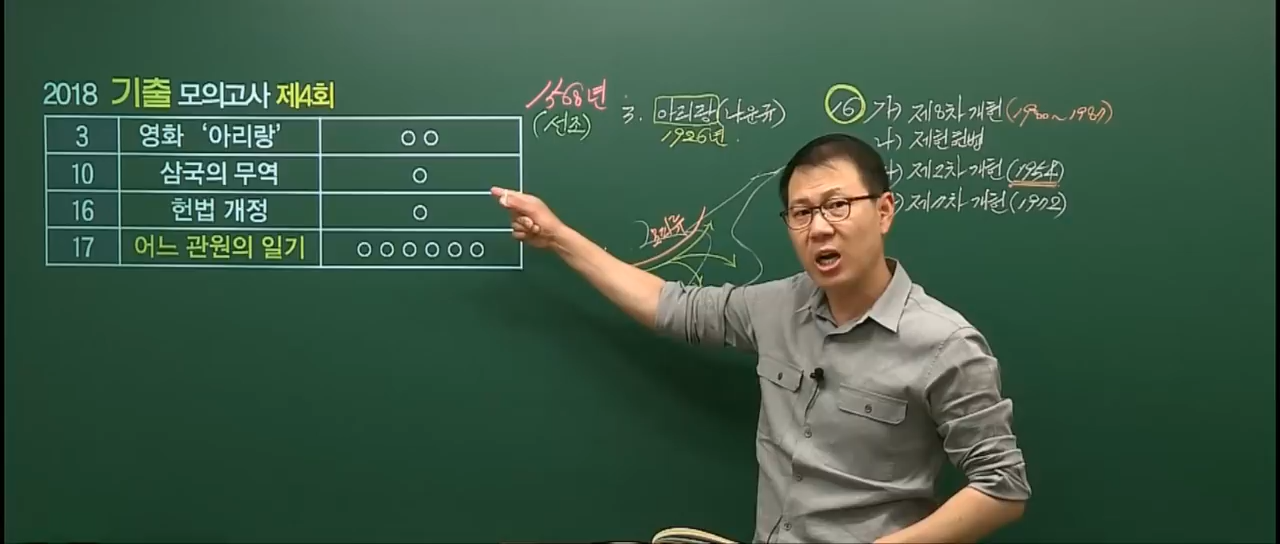 2018 기출 모의고사 제4회
3 영화 '아리랑' ○○
10 삼국의 무역 ○
16 헌법 개정 ○
17 어느 관원의 일기 ○○○○○○
1568년
(선조)
3. 아리랑(나운규)
1926년.
16 가) 제8차 개헌(1980~1987)
나) 제헌헌법
제2차 개헌(1954)
제7차 개헌(1972)